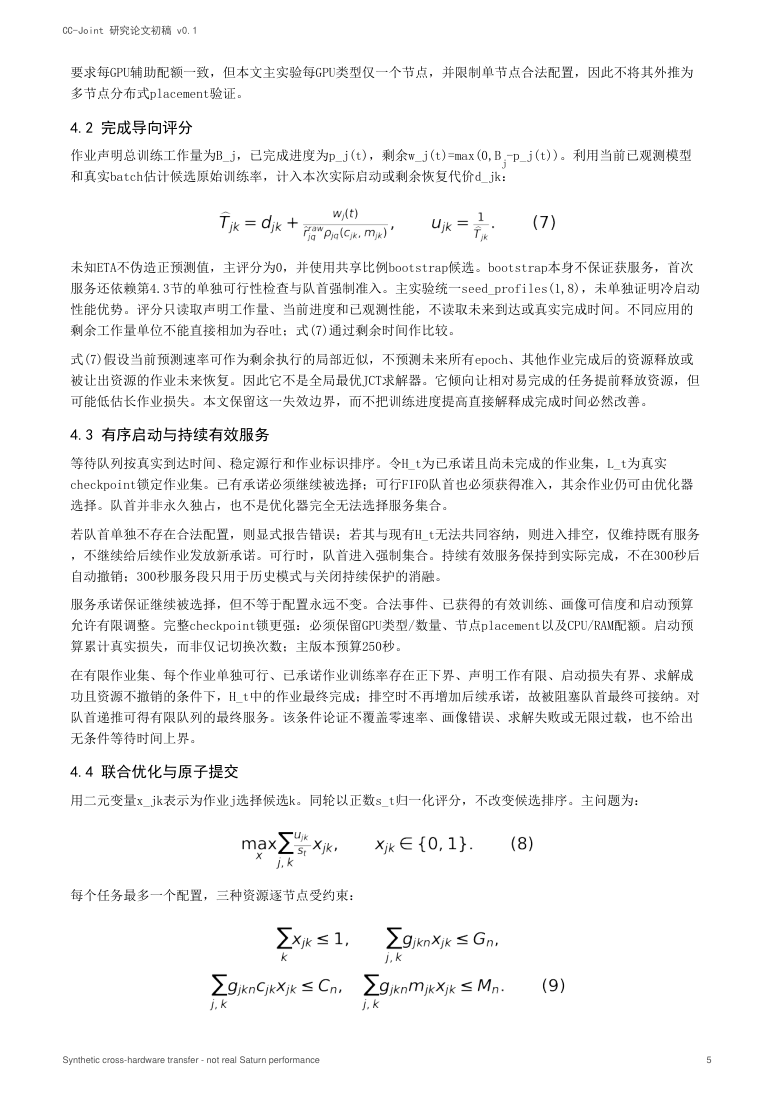 CC-Joint 研究论文初稿 v0.1
要求每GPU辅助配额一致，但本文主实验每GPU类型仅一个节点，并限制单节点合法配置，因此不将其外推为
多节点分布式placement验证。
4.2 完成导向评分
作业声明总训练工作量为B_j，已完成进度为p_j(t)，剩余w_j(t)=max(0,B_j-p_j(t))。利用当前已观测模型
和真实batch估计候选原始训练率，计入本次实际启动或剩余恢复代价d_jk：
T̂_jk = d_jk + w_j(t) / (r̂_jq^raw ρ_jq(c_jk, m_jk)),  u_jk = 1 / T̂_jk.  (7)
未知ETA不伪造正预测值，主评分为0，并使用共享比例bootstrap候选。bootstrap本身不保证获服务，首次
服务还依赖第4.3节的单独可行性检查与队首强制准入。主实验统一seed_profiles(1,8)，未单独证明冷启动
性能优势。评分只读取声明工作量、当前进度和已观测性能，不读取未来到达或真实完成时间。不同应用的
剩余工作量单位不能直接相加为吞吐；式(7)通过剩余时间作比较。
式(7)假设当前预测速率可作为剩余执行的局部近似，不预测未来所有epoch、其他作业完成后的资源释放或
被让出资源的作业未来恢复。因此它不是全局最优JCT求解器。它倾向让相对易完成的任务提前释放资源，但
可能低估长作业损失。本文保留这一失效边界，而不把训练进度提高直接解释成完成时间必然改善。
4.3 有序启动与持续有效服务
等待队列按真实到达时间、稳定源行和作业标识排序。令H_t为已承诺且尚未完成的作业集，L_t为真实
checkpoint锁定作业集。已有承诺必须继续被选择；可行FIFO队首也必须获得准入，其余作业仍可由优化器
选择。队首并非永久独占，也不是优化器完全无法选择服务集合。
若队首单独不存在合法配置，则显式报告错误；若其与现有H_t无法共同容纳，则进入排空，仅维持既有服务
，不继续给后续作业发放新承诺。可行时，队首进入强制集合。持续有效服务保持到实际完成，不在300秒后
自动撤销；300秒服务段只用于历史模式与关闭持续保护的消融。
服务承诺保证继续被选择，但不等于配置永远不变。合法事件、已获得的有效训练、画像可信度和启动预算
允许有限调整。完整checkpoint锁更强：必须保留GPU类型/数量、节点placement以及CPU/RAM配额。启动预
算累计真实损失，而非仅记切换次数；主版本预算250秒。
在有限作业集、每个作业单独可行、已承诺作业训练率存在正下界、声明工作有限、启动损失有界、求解成
功且资源不撤销的条件下，H_t中的作业最终完成；排空时不再增加后续承诺，故被阻塞队首最终可接纳。对
队首递推可得有限队列的最终服务。该条件论证不覆盖零速率、画像错误、求解失败或无限过载，也不给出
无条件等待时间上界。
4.4 联合优化与原子提交
用二元变量x_jk表示为作业j选择候选k。同轮以正数s_t归一化评分，不改变候选排序。主问题为：
max_x ∑_{j,k} (u_jk / s_t) x_jk,  x_jk ∈ {0, 1}.  (8)
每个任务最多一个配置，三种资源逐节点受约束：
∑_k x_jk ≤ 1,  ∑_{j,k} g_jkn x_jk ≤ G_n,
∑_{j,k} g_jkn c_jk x_jk ≤ C_n,  ∑_{j,k} g_jkn m_jk x_jk ≤ M_n.  (9)
Synthetic cross-hardware transfer - not real Saturn performance
5